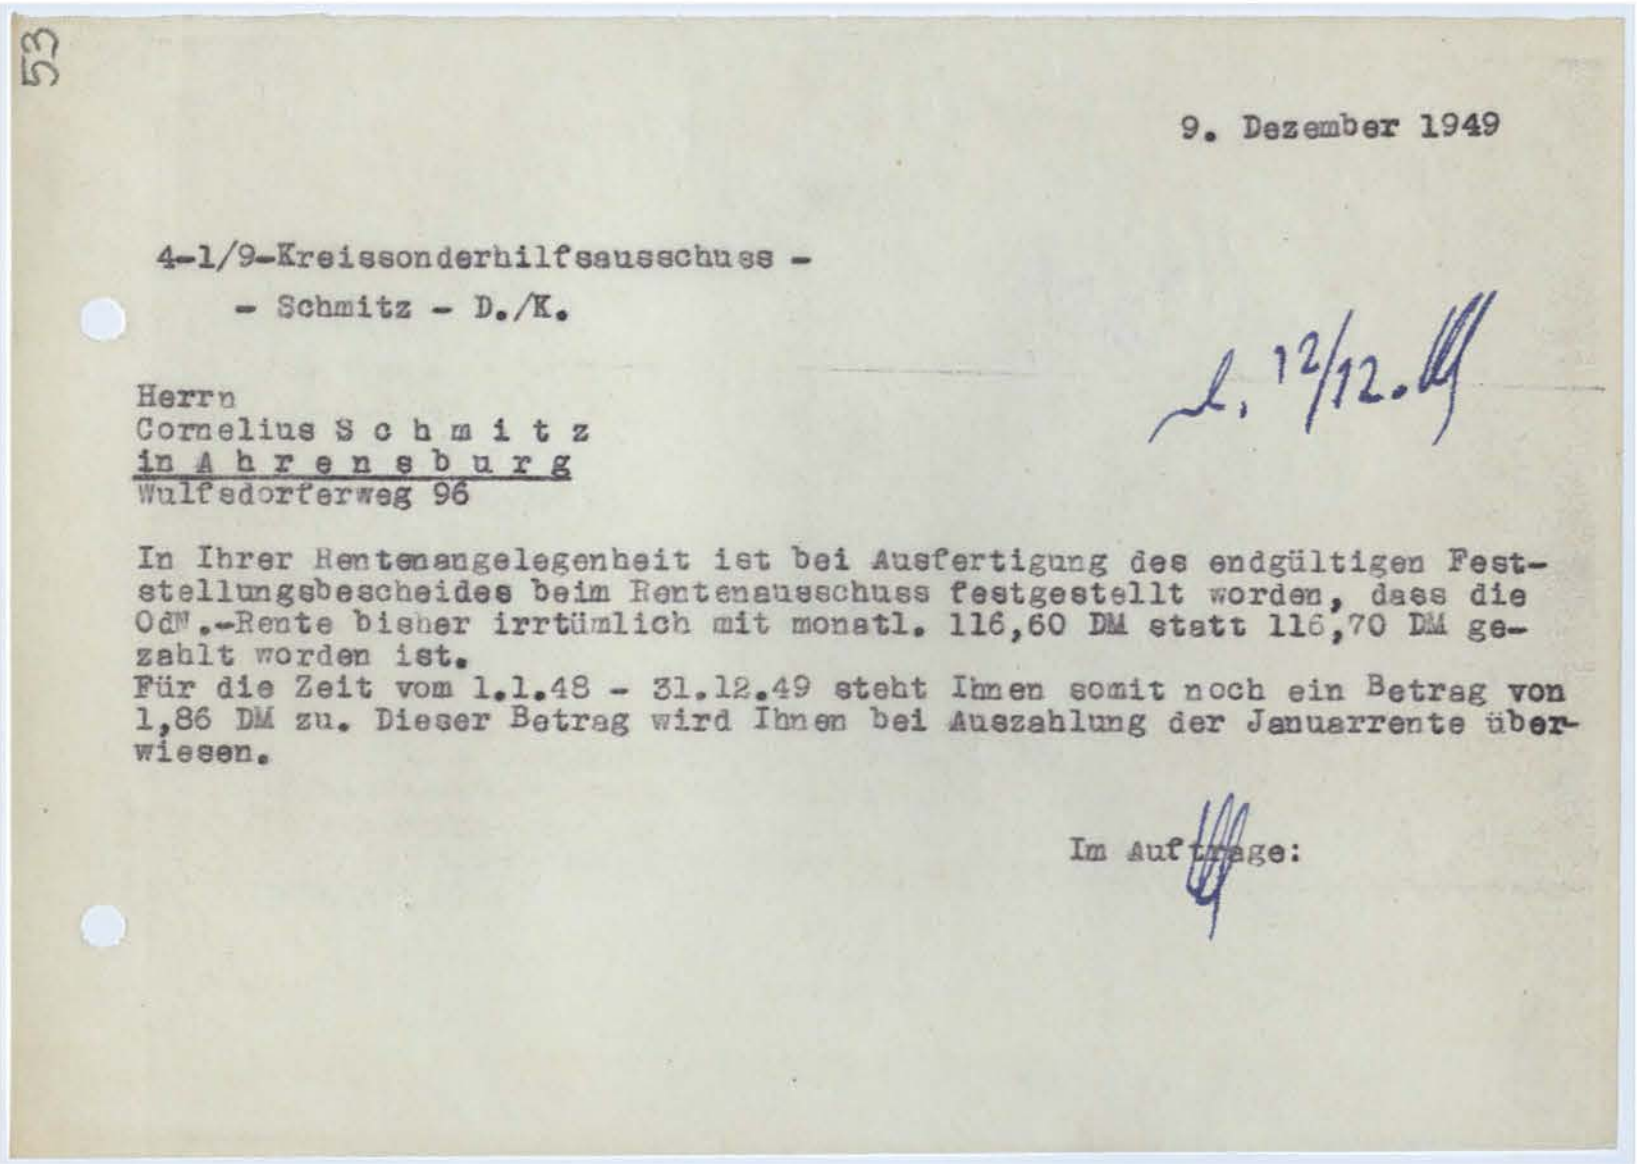 53
9. Dezember 1949
4-1/9-Kreissonderhilfsausschuss -
- Schmitz - D./K.
12/12.
Herrn
Cornelius S c h m i t z
in A h r e n s b u r g
Wulfsdorferweg 96
In Ihrer Rentenangelegenheit ist bei Ausfertigung des endgültigen Fest-
stellungsbescheides beim Rentenausschuss festgestellt worden, dass die
OdN.-Rente bisher irrtümlich mit monatl. 116,60 DM statt 116,70 DM ge-
zahlt worden ist.
Für die Zeit vom 1.1.48 - 31.12.49 steht Ihnen somit noch ein Betrag von
1,86 DM zu. Dieser Betrag wird Ihnen bei Auszahlung der Januarrente über-
wiesen.
Im Auftrage: